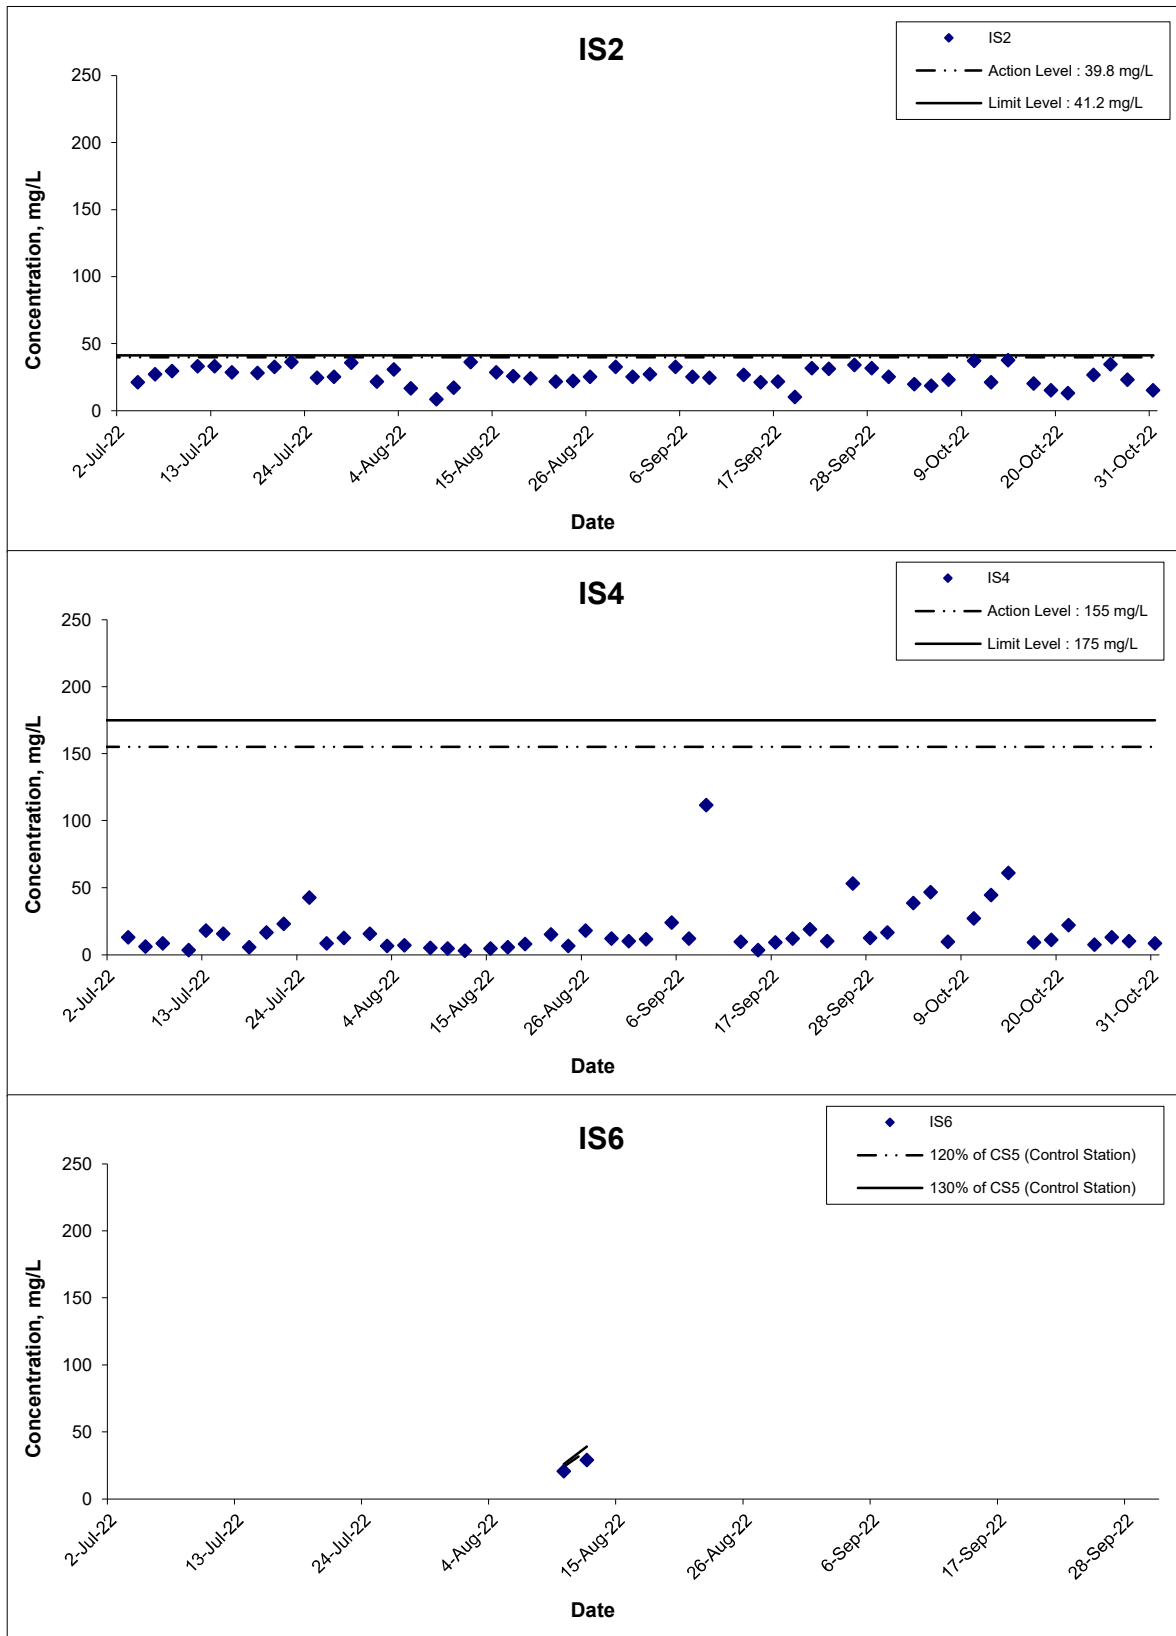 IS2
IS2
Action Level : 39.8 mg/L
Limit Level : 41.2 mg/L
Concentration, mg/L
250
200
150
100
50
0
2-Jul-22
13-Jul-22
24-Jul-22
4-Aug-22
15-Aug-22
26-Aug-22
6-Sep-22
17-Sep-22
28-Sep-22
9-Oct-22
20-Oct-22
31-Oct-22
Date
IS4
IS4
Action Level : 155 mg/L
Limit Level : 175 mg/L
Concentration, mg/L
250
200
150
100
50
0
2-Jul-22
13-Jul-22
24-Jul-22
4-Aug-22
15-Aug-22
26-Aug-22
6-Sep-22
17-Sep-22
28-Sep-22
9-Oct-22
20-Oct-22
31-Oct-22
Date
IS6
IS6
120% of CS5 (Control Station)
130% of CS5 (Control Station)
Concentration, mg/L
250
200
150
100
50
0
2-Jul-22
13-Jul-22
24-Jul-22
4-Aug-22
15-Aug-22
26-Aug-22
6-Sep-22
17-Sep-22
28-Sep-22
Date